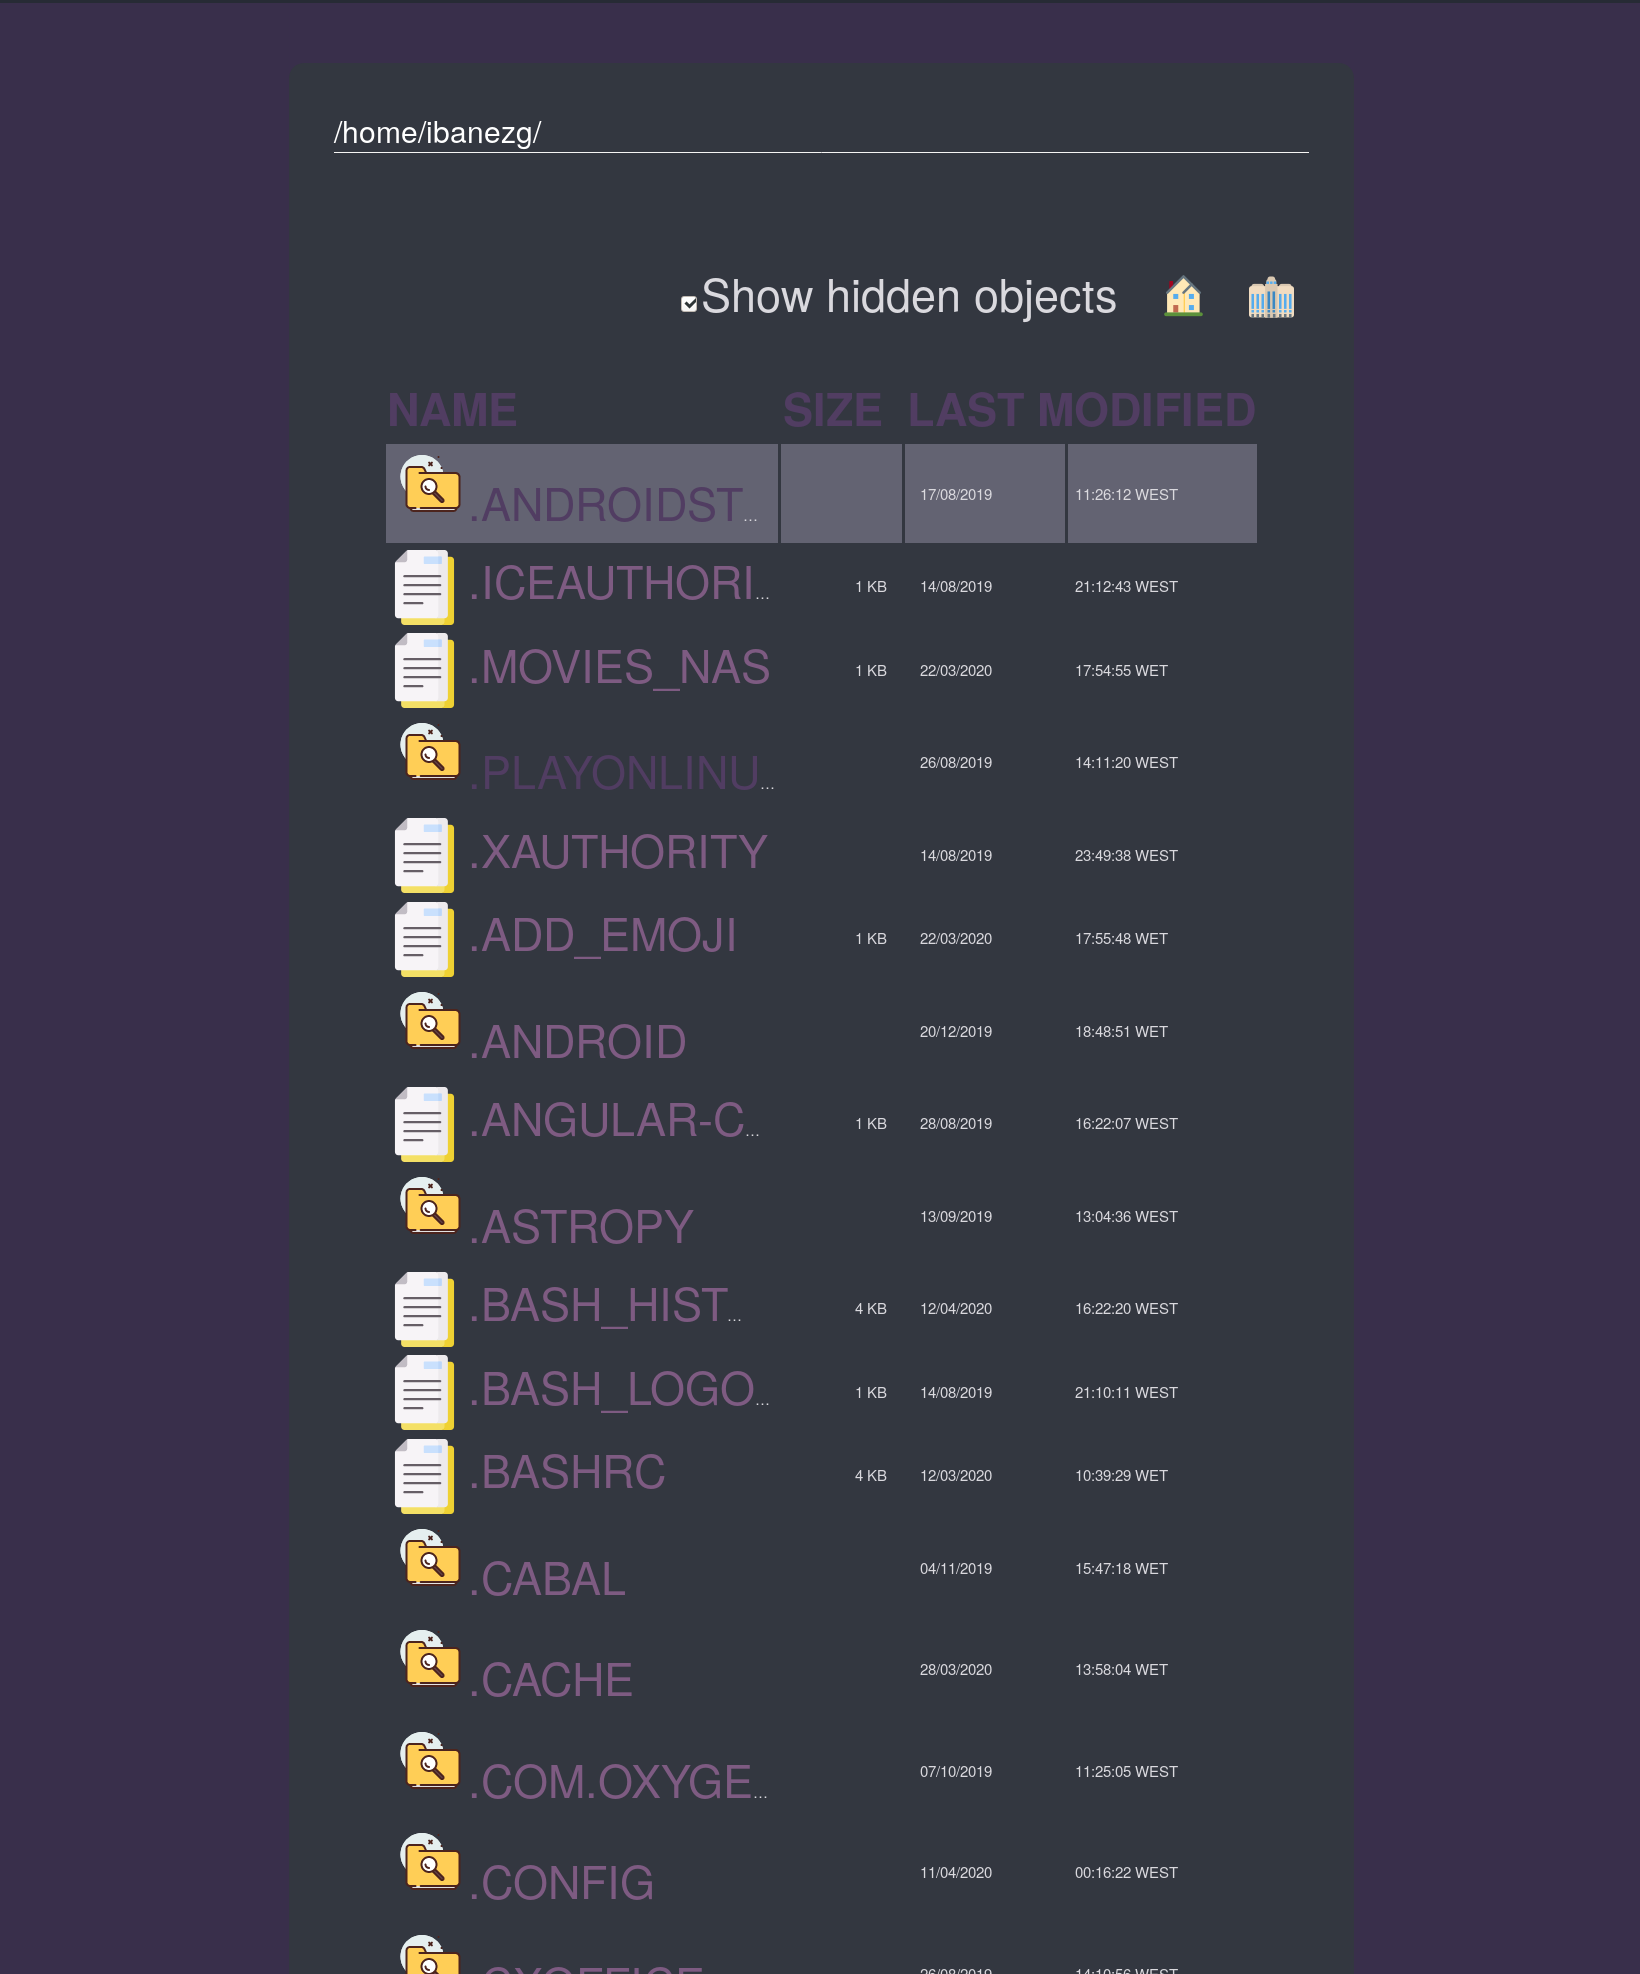 /home/ibanezg/
Show hidden objects
NAME SIZE LAST MODIFIED
.ANDROIDST... 17/08/2019 11:26:12 WEST
.ICEAUTHORI... 1 KB 14/08/2019 21:12:43 WEST
.MOVIES_NAS 1 KB 22/03/2020 17:54:55 WET
.PLAYONLINU... 26/08/2019 14:11:20 WEST
.XAUTHORITY 14/08/2019 23:49:38 WEST
.ADD_EMOJI 1 KB 22/03/2020 17:55:48 WET
.ANDROID 20/12/2019 18:48:51 WET
.ANGULAR-C... 1 KB 28/08/2019 16:22:07 WEST
.ASTROPY 13/09/2019 13:04:36 WEST
.BASH_HIST... 4 KB 12/04/2020 16:22:20 WEST
.BASH_LOGO... 1 KB 14/08/2019 21:10:11 WEST
.BASHRC 4 KB 12/03/2020 10:39:29 WET
.CABAL 04/11/2019 15:47:18 WET
.CACHE 28/03/2020 13:58:04 WET
.COM.OXYGE... 07/10/2019 11:25:05 WEST
.CONFIG 11/04/2020 00:16:22 WEST
26/08/2019 14:10:56 WEST